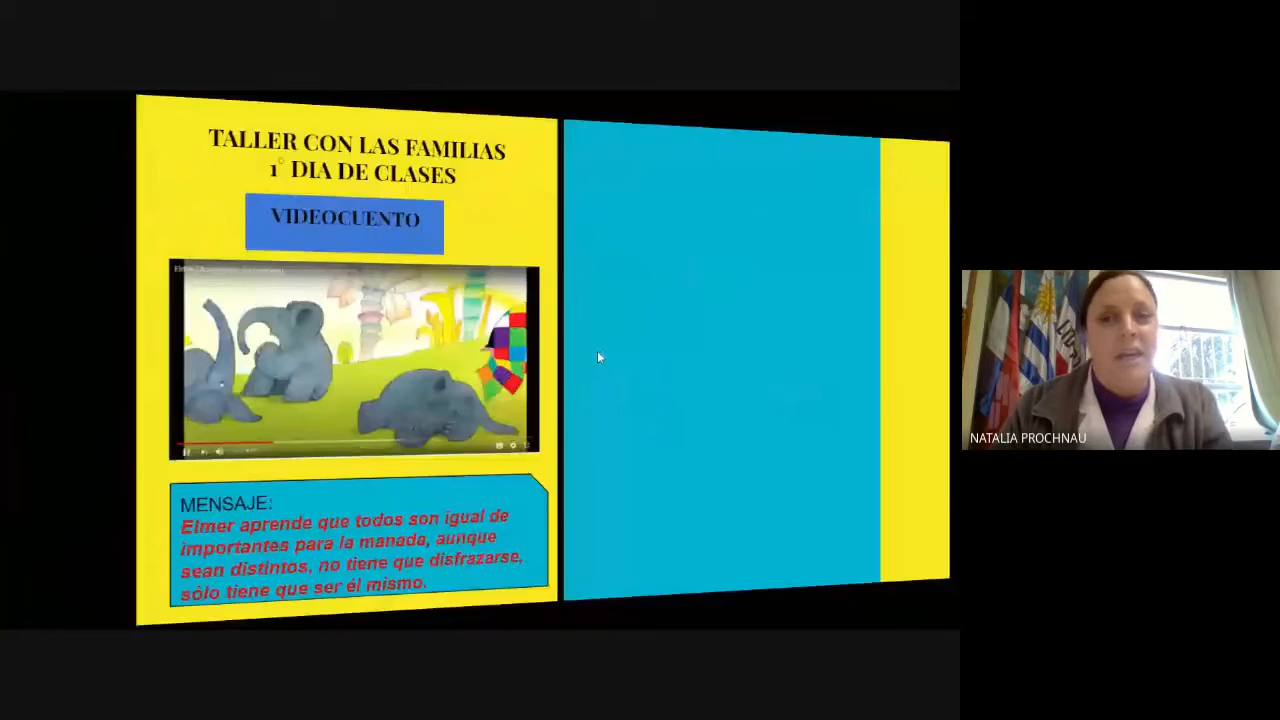 TALLER CON LAS FAMILIAS
1° DIA DE CLASES
VIDEOCUENTO
MENSAJE:
Elmer aprende que todos son igual de
importantes para la manada, aunque
sean distintos, no tiene que disfrazarse,
sólo tiene que ser él mismo.
NATALIA PROCHNAU